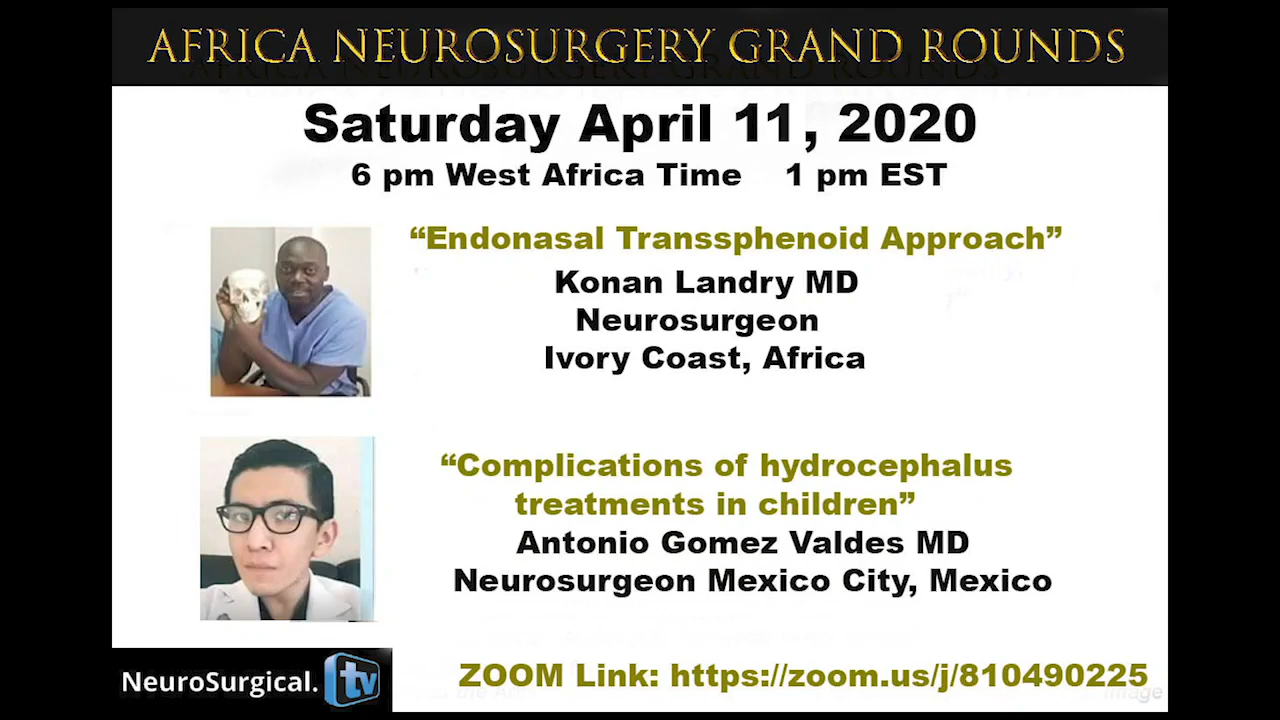 AFRICA NEUROSURGERY GRAND ROUNDS
Saturday April 11, 2020
6 pm West Africa Time 1 pm EST
“Endonasal Transsphenoid Approach”
Konan Landry MD
Neurosurgeon
Ivory Coast, Africa
“Complications of hydrocephalus
treatments in children”
Antonio Gomez Valdes MD
Neurosurgeon Mexico City, Mexico
NeuroSurgical.tv
ZOOM Link: https://zoom.us/j/810490225